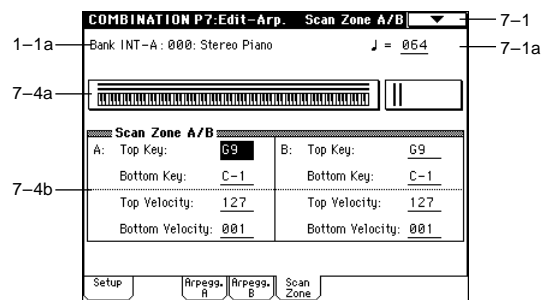 COMBINATION P7:Edit-Arp. Scan Zone A/B
7–1
1–1a
Bank INT-A : 000: Stereo Piano ♩ = 064
7–1a
7–4a
Scan Zone A/B
A: Top Key: G9 B: Top Key: G9
Bottom Key: C-1 Bottom Key: C-1
7–4b
Top Velocity: 127 Top Velocity: 127
Bottom Velocity: 001 Bottom Velocity: 001
Setup Arpegg. A Arpegg. B Scan Zone